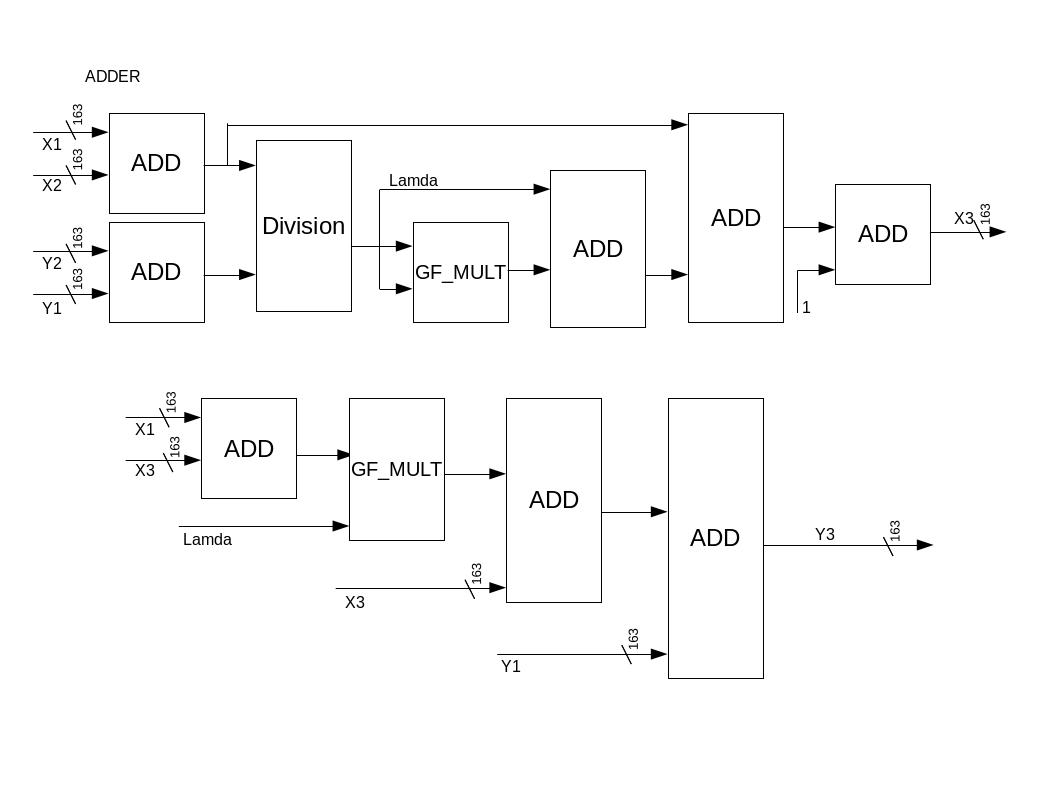 ADDER
163
X1
163
X2
ADD
163
Y2
163
Y1
ADD
Division
Lamda
GF_MULT
ADD
ADD
1
ADD
X3
163
163
X1
163
X3
ADD
Lamda
GF_MULT
163
X3
ADD
163
Y1
ADD
Y3
163